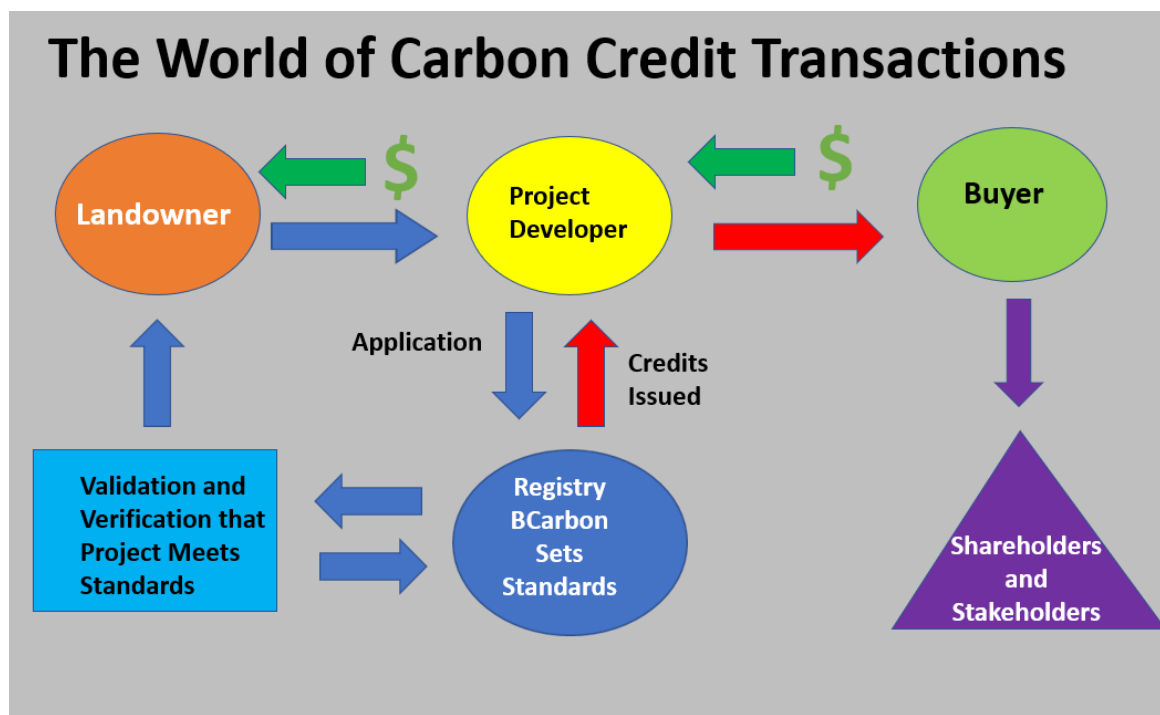 The World of Carbon Credit Transactions
$
$
Landowner
Project
Developer
Buyer
Application
Credits
Issued
Validation and
Verification that
Project Meets
Standards
Registry
BCarbon
Sets
Standards
Shareholders
and
Stakeholders